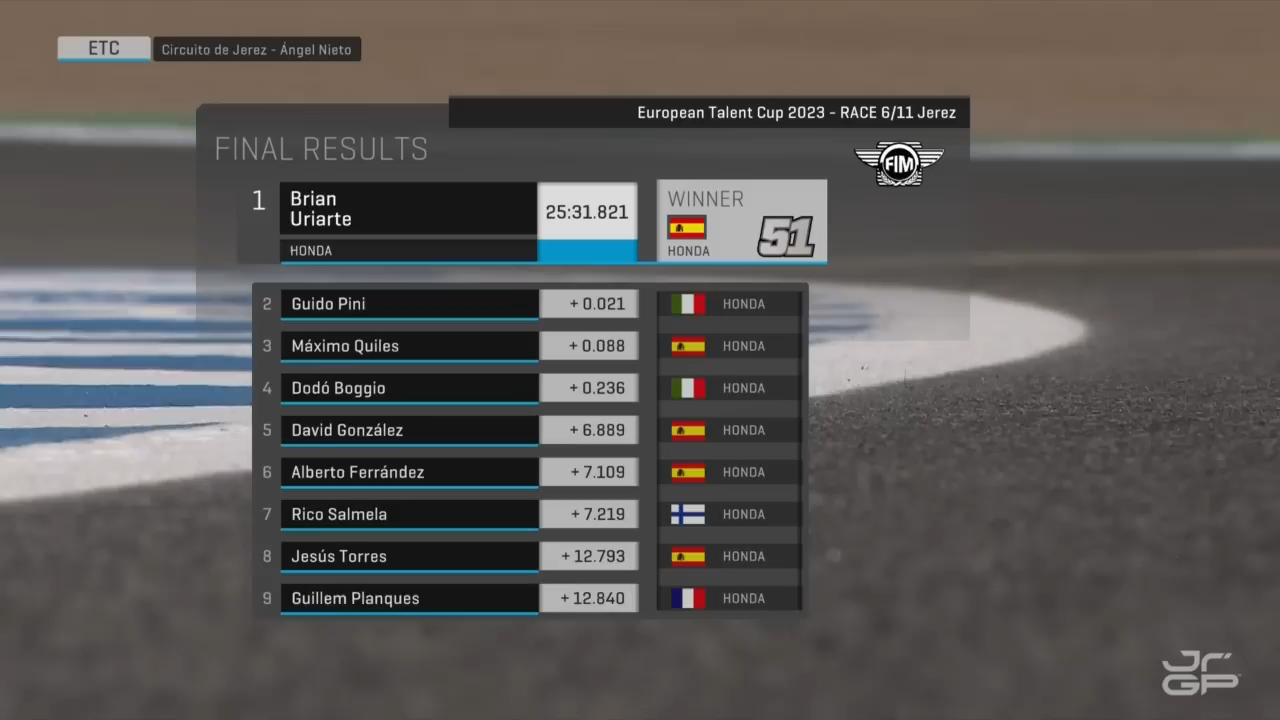 ETC
Circuito de Jerez - Ángel Nieto
European Talent Cup 2023 - RACE 6/11 Jerez
FINAL RESULTS
FIM
1 Brian Uriarte 25:31.821 WINNER
HONDA HONDA 51
2 Guido Pini + 0.021 HONDA
3 Máximo Quiles + 0.088 HONDA
4 Dodó Boggio + 0.236 HONDA
5 David González + 6.889 HONDA
6 Alberto Ferrández + 7.109 HONDA
7 Rico Salmela + 7.219 HONDA
8 Jesús Torres + 12.793 HONDA
9 Guillem Planques + 12.840 HONDA
Jr GP